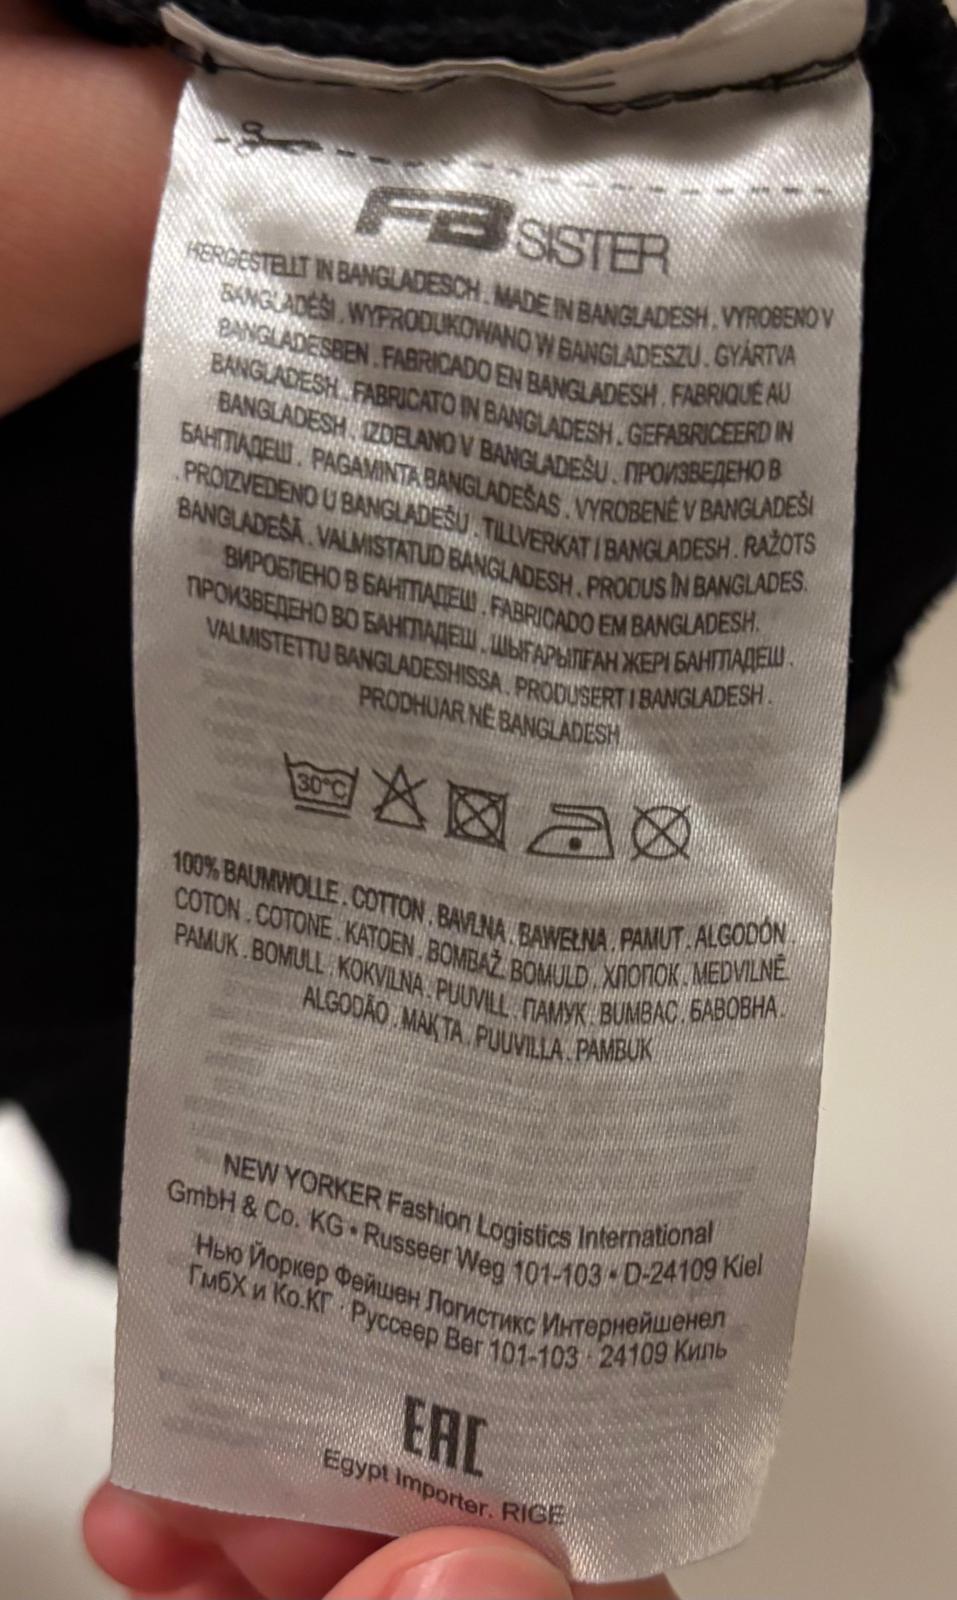 FB SISTER
HERGESTELLT IN BANGLADESCH . MADE IN BANGLADESH . VYROBENO V
BANGLADÉŠI . WYPRODUKOWANO W BANGLADESZU . GYÁRTVA
BANGLADESBEN . FABRICADO EN BANGLADESH . FABRIQUÉ AU
BANGLADESH . FABRICATO IN BANGLADESH . GEFABRICEERD IN
BANGLADESH . IZDELANO V BANGLADEŠU . ПРОИЗВЕДЕНО В
БАНГЛАДЕШ . PAGAMINTA BANGLADEŠAS . VYROBENÉ V BANGLADEŠI
. PROIZVEDENO U BANGLADEŠU . TILLVERKAT I BANGLADESH . RAŽOTS
BANGLADEŠĀ . VALMISTATUD BANGLADESH . PRODUS ÎN BANGLADES.
ВИРОБЛЕНО В БАНГЛАДЕШ . FABRICADO EM BANGLADESH.
ПРОИЗВЕДЕНО ВО БАНГЛАДЕШ . ШЫҒАРЫЛҒАН ЖЕРІ БАНГЛАДЕШ .
VALMISTETTU BANGLADESHISSA . PRODUSERT I BANGLADESH .
PRODHUAR NË BANGLADESH
30°C
100% BAUMWOLLE . COTTON . BAVLNA . BAWEŁNA . PAMUT . ALGODÓN .
COTON . COTONE . KATOEN . BOMBAŽ. BOMULD . ХЛОПОК . MEDVILNĖ.
PAMUK . BOMULL . KOKVILNA . PUUVILL . ПАМУК . BUMBAC . БАВОВНА .
ALGODÃO . МАҚТА . PUUVILLA . PAMBUK
NEW YORKER Fashion Logistics International
GmbH & Co. KG • Russeer Weg 101-103 • D-24109 Kiel
Нью Йоркер Фейшен Логистикс Интернейшенел
ГмбХ и Ко.КГ · Руссеер Вег 101-103 · 24109 Киль
EAC
Egypt Importer. RIGE